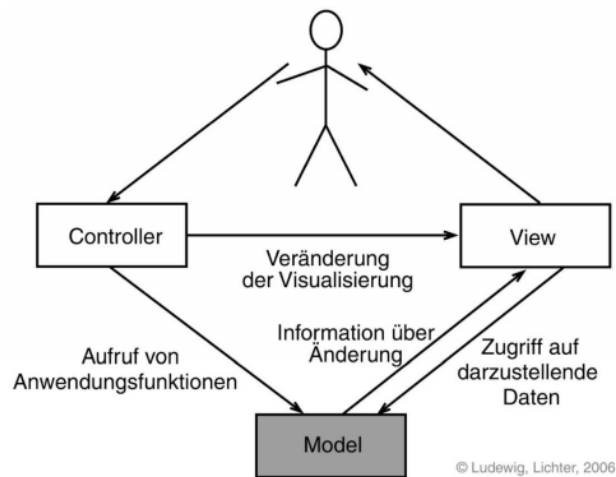 Controller
View
Veränderung
der Visualisierung
Information über
Änderung
Aufruf von
Anwendungsfunktionen
Zugriff auf
darzustellende
Daten
Model
© Ludewig, Lichter, 2006